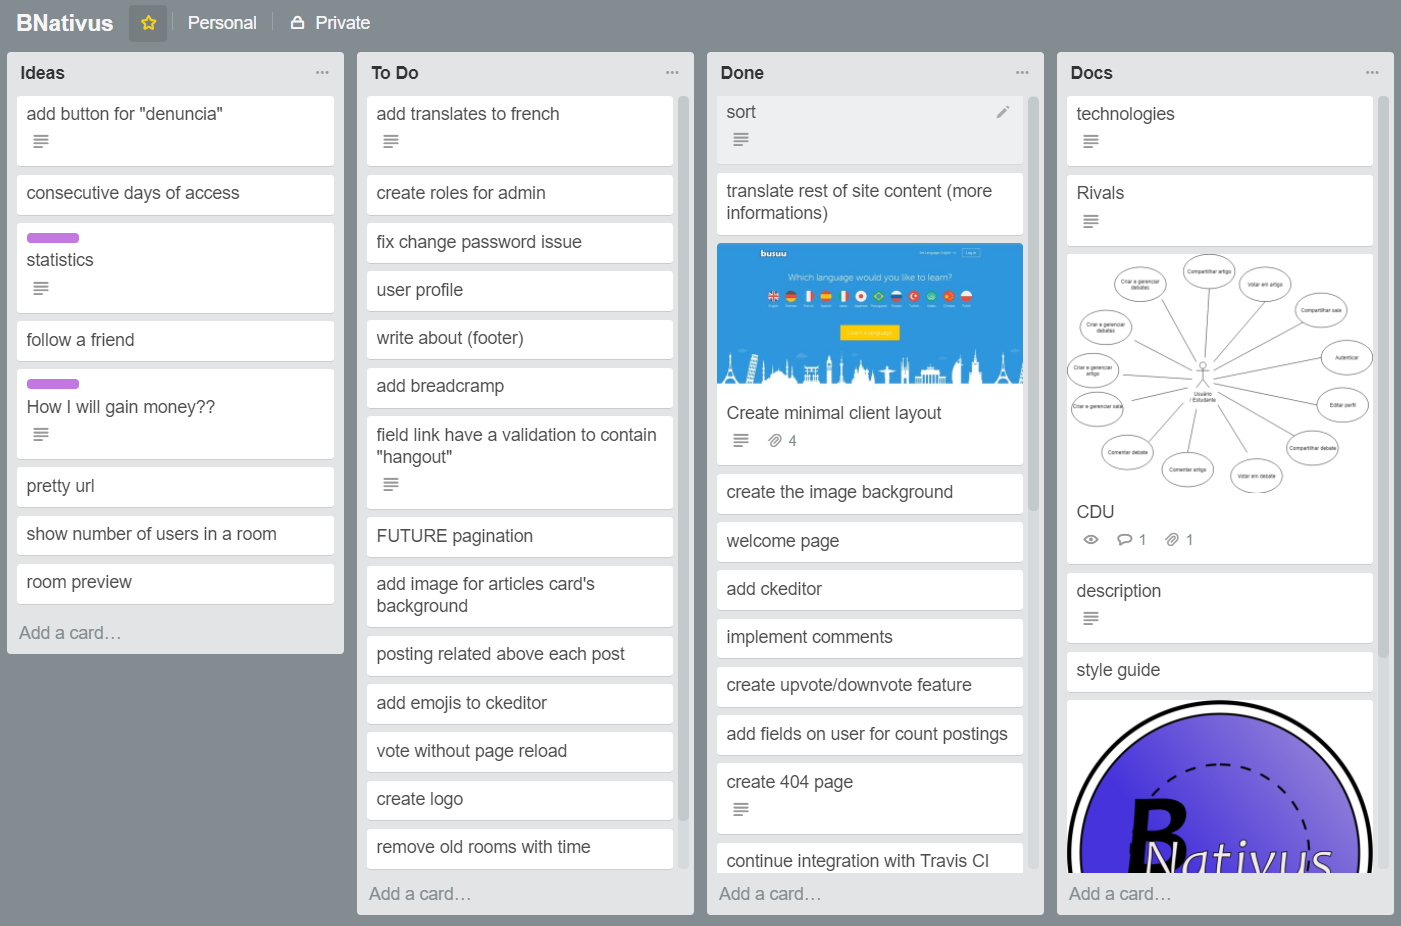 BNativus
Personal
Private
Ideas
add button for "denuncia"
consecutive days of access
statistics
follow a friend
How I will gain money??
pretty url
show number of users in a room
room preview
Add a card…
To Do
add translates to french
create roles for admin
fix change password issue
user profile
write about (footer)
add breadcramp
field link have a validation to contain
"hangout"
FUTURE pagination
add image for articles card's
background
posting related above each post
add emojis to ckeditor
vote without page reload
create logo
remove old rooms with time
Add a card…
Done
sort
translate rest of site content (more
informations)
busuu
Which language would you like to learn?
Create minimal client layout
4
create the image background
welcome page
add ckeditor
implement comments
create upvote/downvote feature
add fields on user for count postings
create 404 page
continue integration with Travis CI
Add a card…
Docs
technologies
Rivals
Compartilhar artigo
Criar e gerenciar
debates
Votar em artigo
Compartilhar sala
Criar e gerenciar
debates
Autenticar
Criar e gerenciar
artigo
Usuário
/ Estudante
Criar e gerenciar sala
Editar perfil
Comentar debate
Compartilhar debate
Comentar artigo
Votar em debate
CDU
1
1
description
style guide
B
Nativus
Add a card…